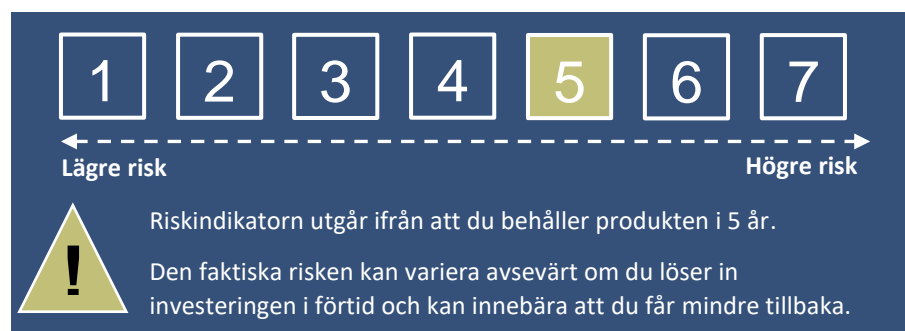 1 2 3 4 5 6 7
Lägre risk Högre risk
Riskindikatorn utgår ifrån att du behåller produkten i 5 år.
!
Den faktiska risken kan variera avsevärt om du löser in
investeringen i förtid och kan innebära att du får mindre tillbaka.